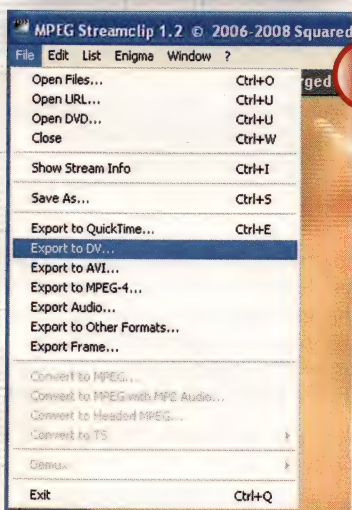 MPEG Streamclip 1.2 © 2006-2008 Squared
File Edit List Enigma Window ?
rged
Open Files... Ctrl+O
Open URL... Ctrl+U
Open DVD... Ctrl+U
Close Ctrl+W
Show Stream Info Ctrl+I
Save As... Ctrl+S
Export to QuickTime... Ctrl+E
Export to DV...
Export to AVI...
Export to MPEG-4...
Export Audio...
Export to Other Formats...
Export Frame...
Convert to MPEG...
Convert to MPEG with MP2 Audio...
Convert to Headed MPEG...
Convert to TS
Demux
Exit Ctrl+Q